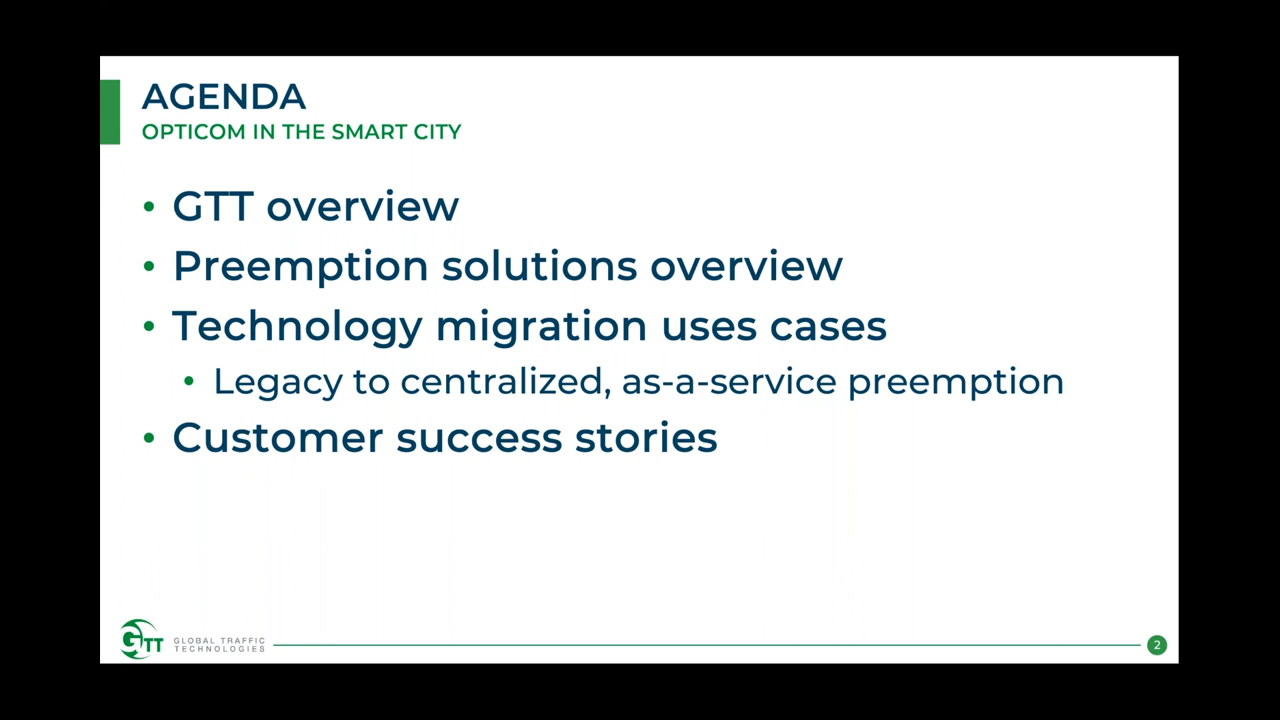 AGENDA
OPTICOM IN THE SMART CITY
• GTT overview
• Preemption solutions overview
• Technology migration uses cases
• Legacy to centralized, as-a-service preemption
• Customer success stories
GTT
GLOBAL TRAFFIC
TECHNOLOGIES
2